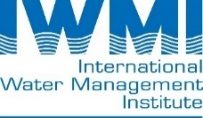 IWMI
International
Water Management
Institute